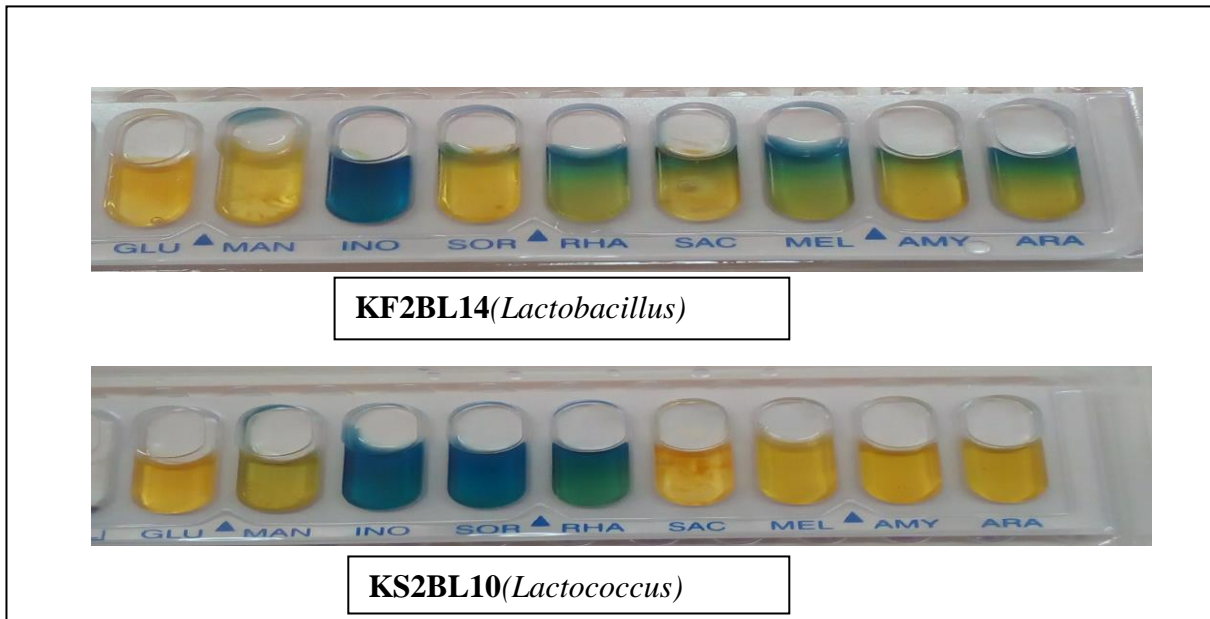 GLU ▲ MAN INO SOR ▲ RHA SAC MEL ▲ AMY ARA
KF2BL14(Lactobacillus)
GLU ▲ MAN INO SOR ▲ RHA SAC MEL ▲ AMY ARA
KS2BL10(Lactococcus)